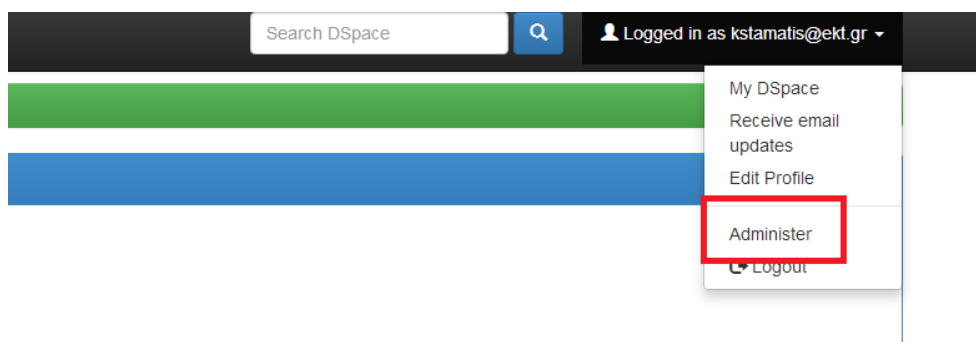 Search DSpace
Logged in as kstamatis@ekt.gr
My DSpace
Receive email
updates
Edit Profile
Administer
Logout